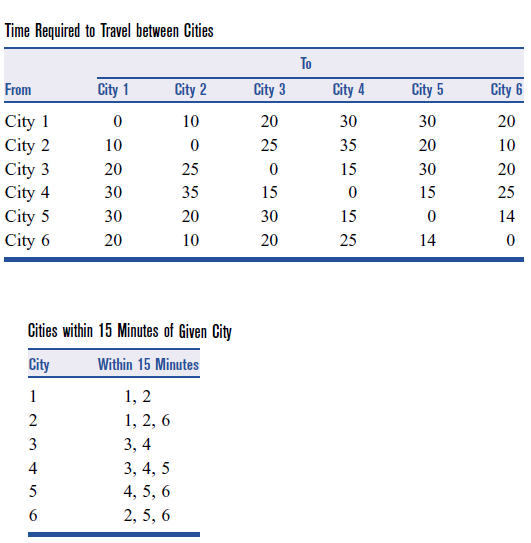 Time Required to Travel between Cities
To
From City 1 City 2 City 3 City 4 City 5 City 6
City 1 0 10 20 30 30 20
City 2 10 0 25 35 20 10
City 3 20 25 0 15 30 20
City 4 30 35 15 0 15 25
City 5 30 20 30 15 0 14
City 6 20 10 20 25 14 0
Cities within 15 Minutes of Given City
City Within 15 Minutes
1 1, 2
2 1, 2, 6
3 3, 4
4 3, 4, 5
5 4, 5, 6
6 2, 5, 6